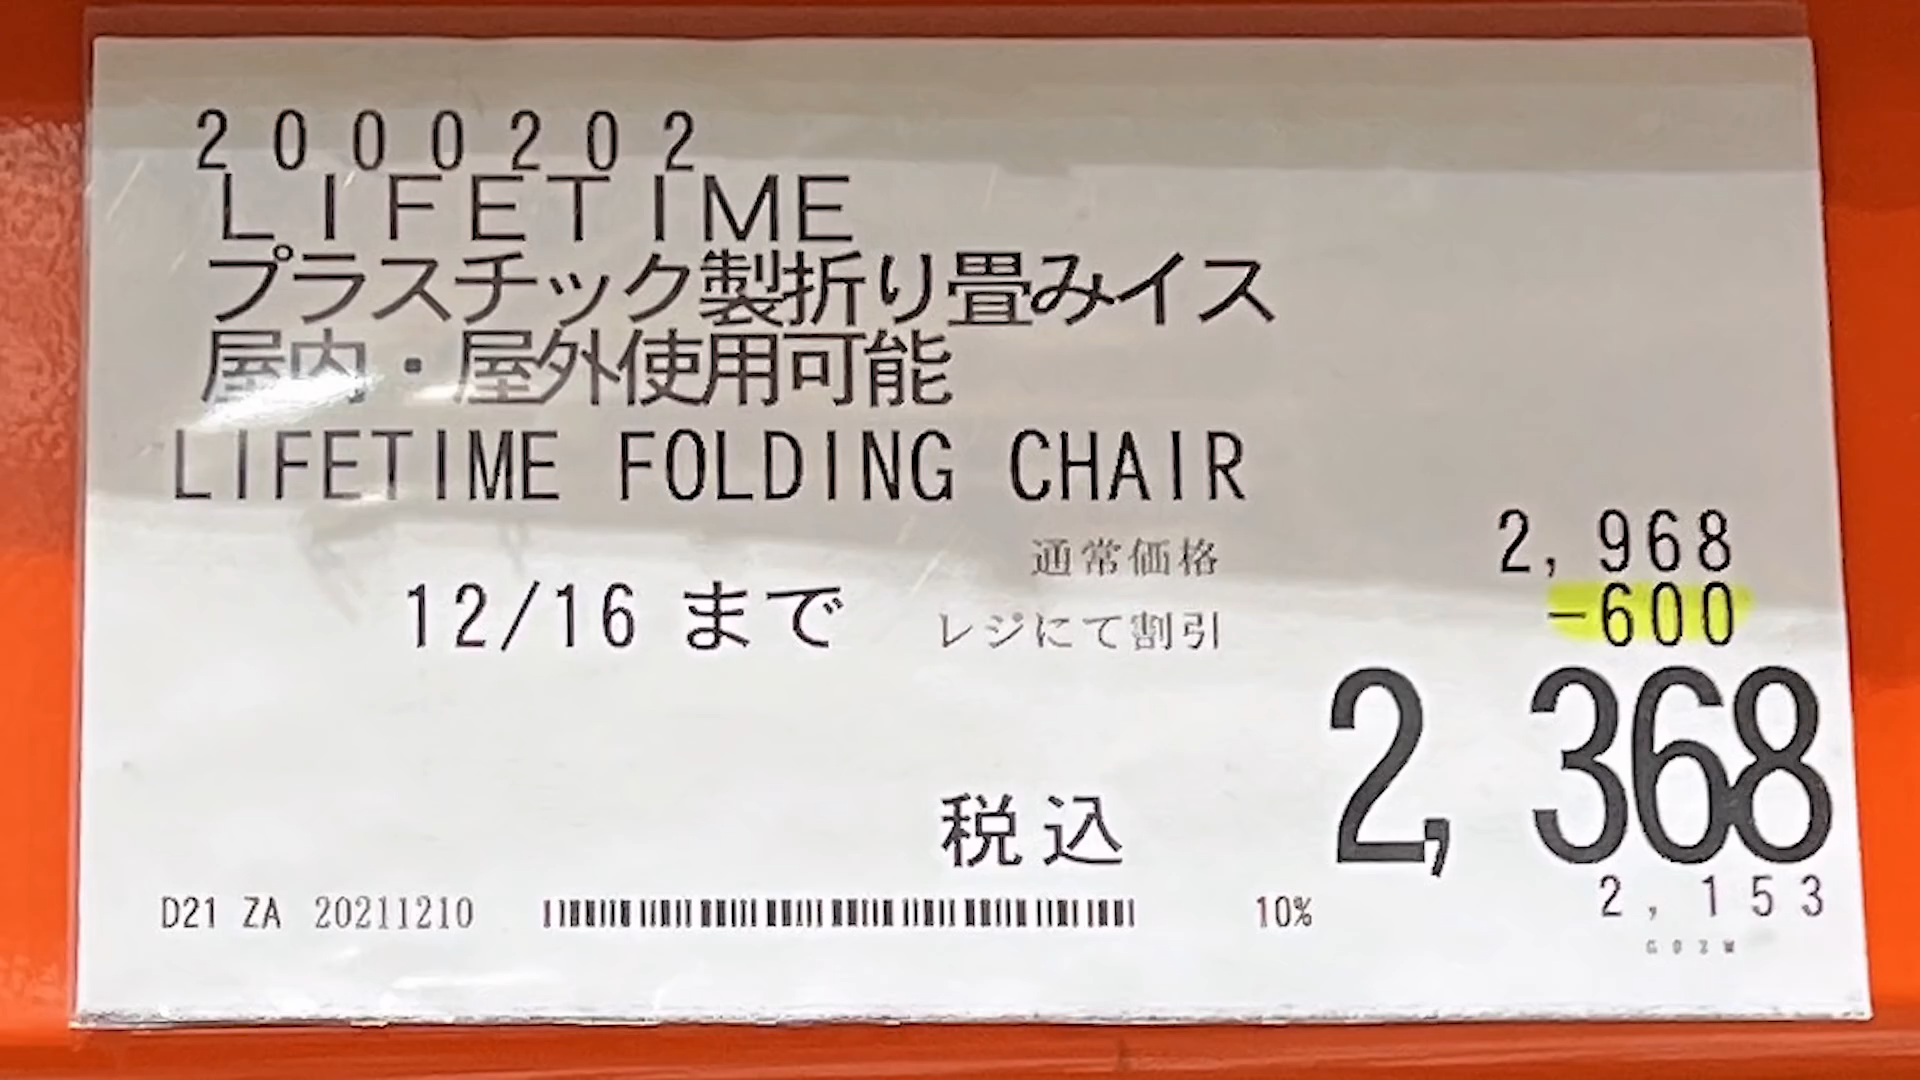 2000202
LIFETIME
プラスチック製折り畳みイス
屋内・屋外使用可能
LIFETIME FOLDING CHAIR
通常価格 2,968
12/16 まで レジにて割引 -600
税込 2,368
D21 ZA 20211210 10% 2,153